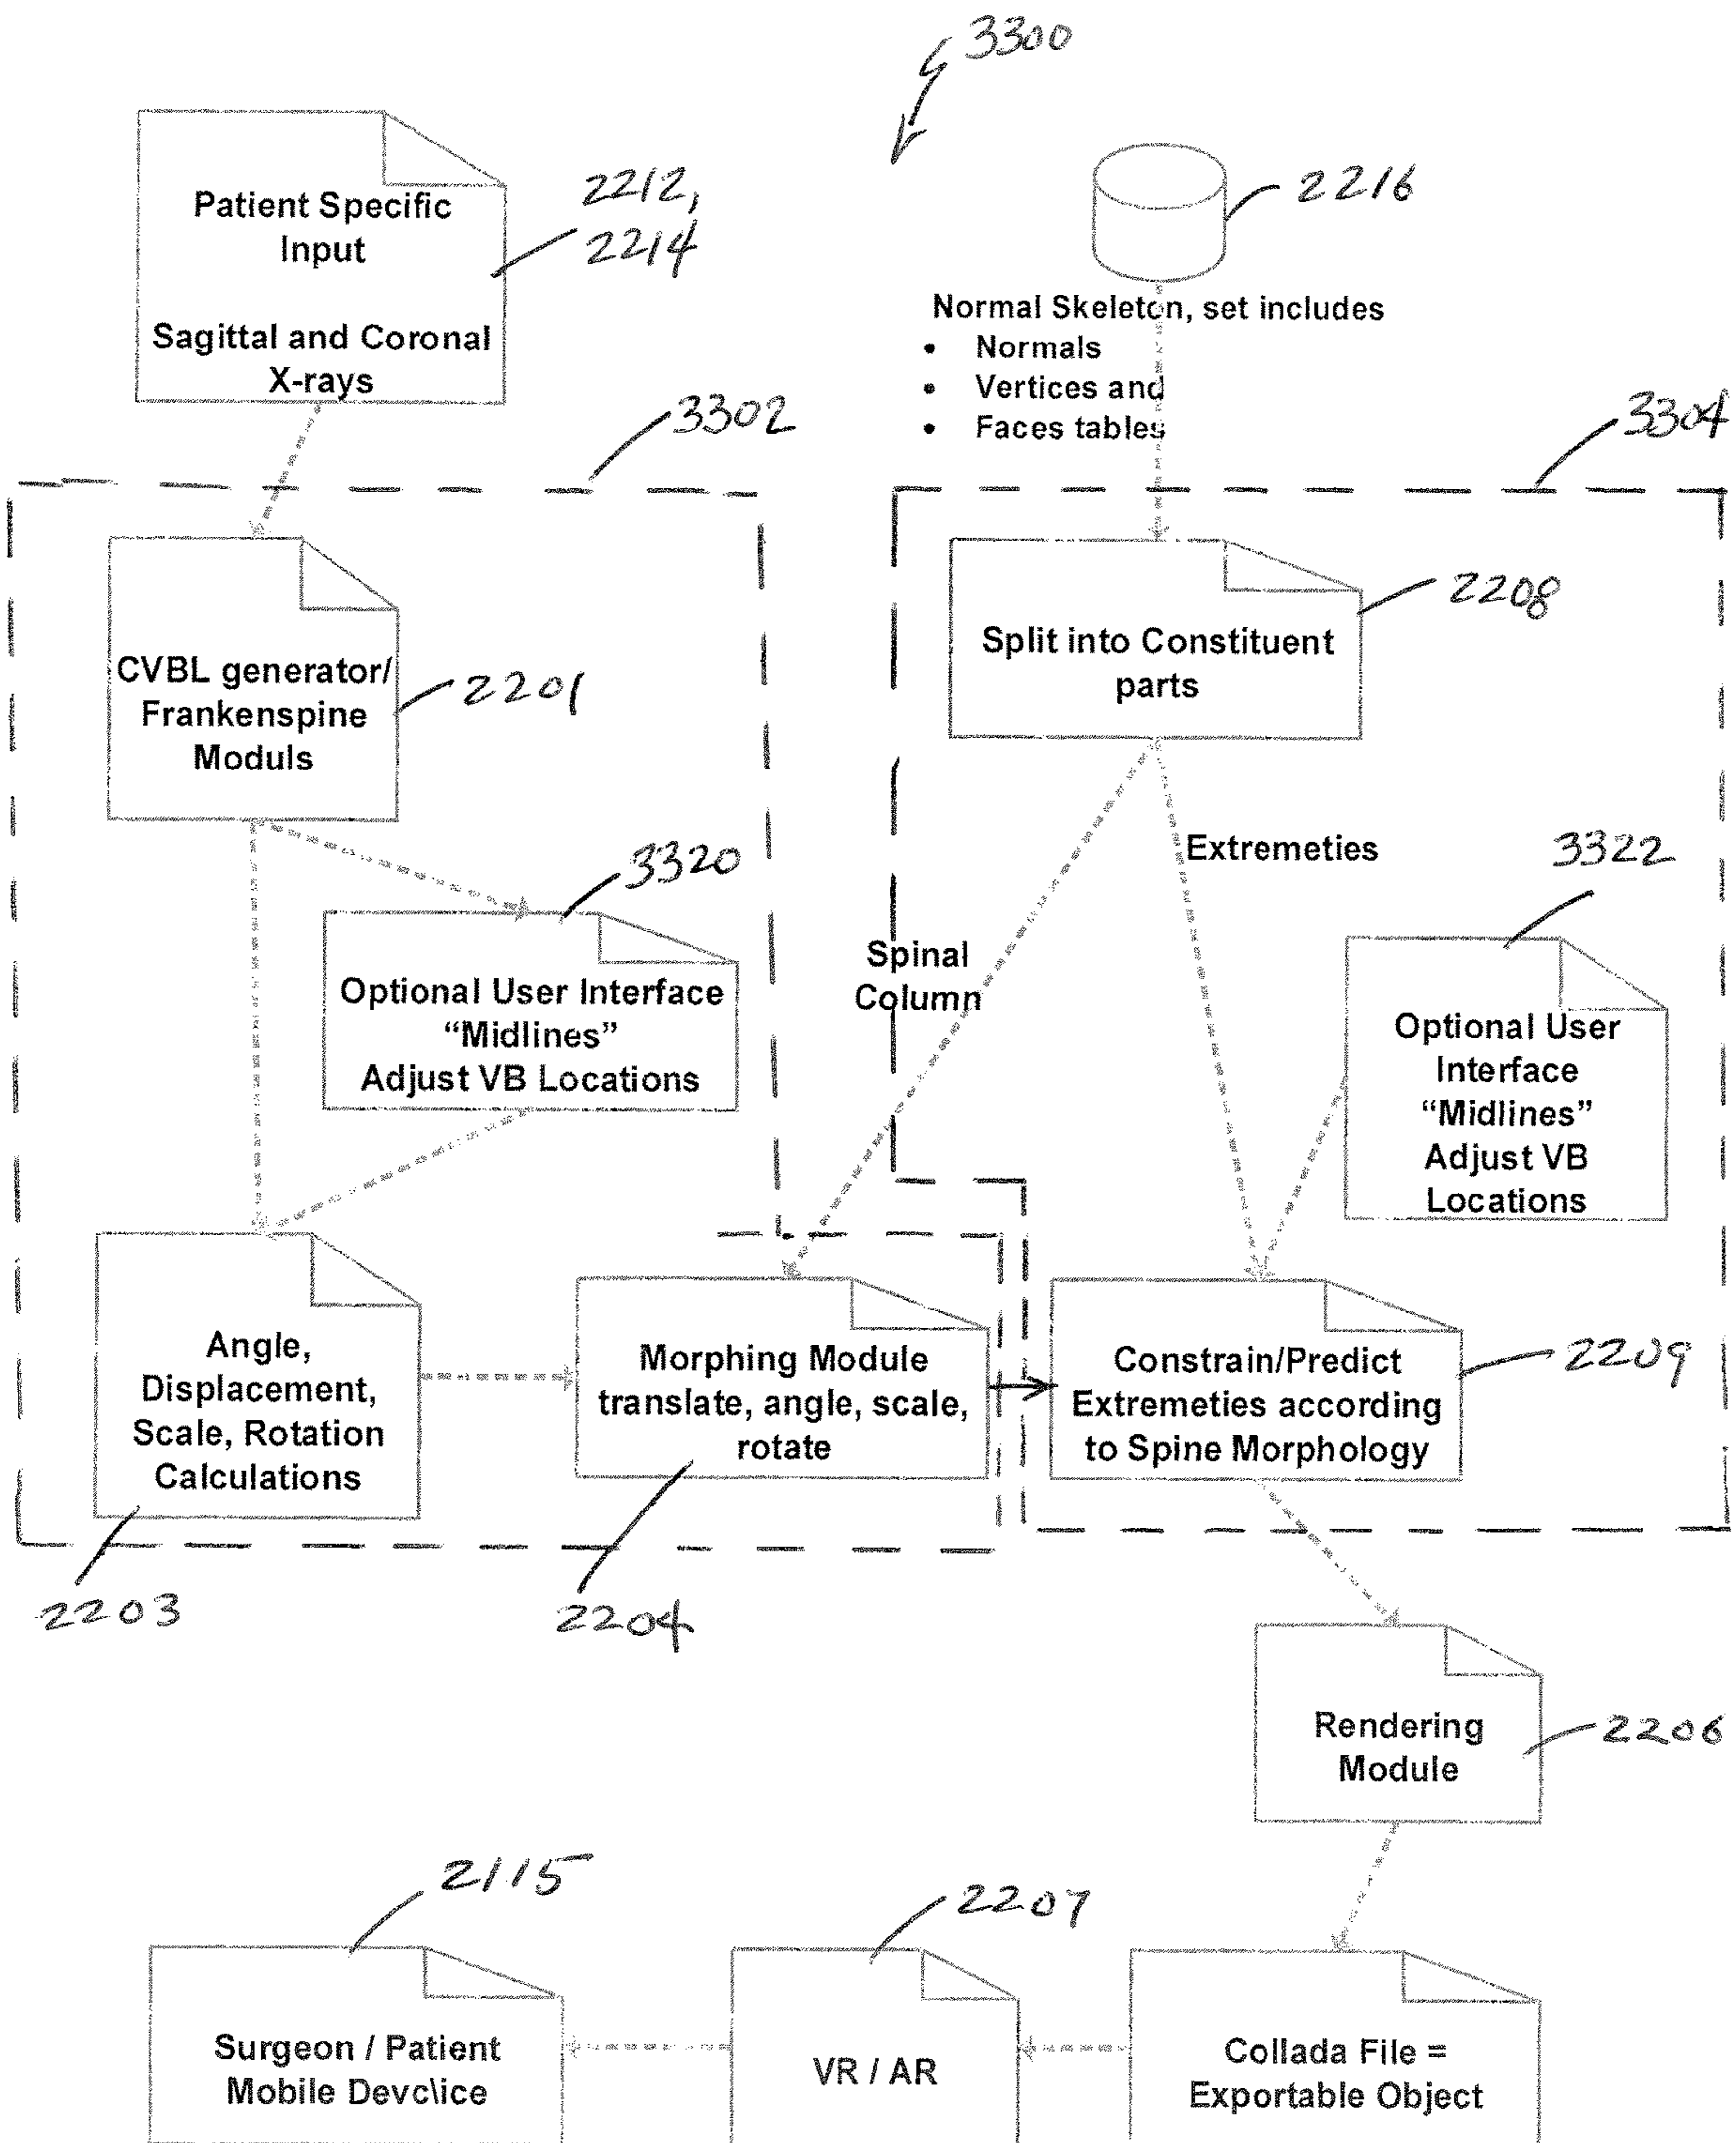 3300
Patient Specific
Input
Sagittal and Coronal
X-rays
2212,
2214
2216
Normal Skeleton, set includes
• Normals
• Vertices and
• Faces tables
3302
3304
CVBL generator/
Frankenspine
Moduls
2201
Split into Constituent
parts
2208
Extremeties
3320
3322
Optional User Interface
“Midlines”
Adjust VB Locations
Spinal
Column
Optional User
Interface
“Midlines”
Adjust VB
Locations
Angle,
Displacement,
Scale, Rotation
Calculations
Morphing Module
translate, angle, scale,
rotate
Constrain/Predict
Extremeties according
to Spine Morphology
2209
2203
2204
Rendering
Module
2206
2115
2207
Surgeon / Patient
Mobile Devc\ice
VR / AR
Collada File =
Exportable Object